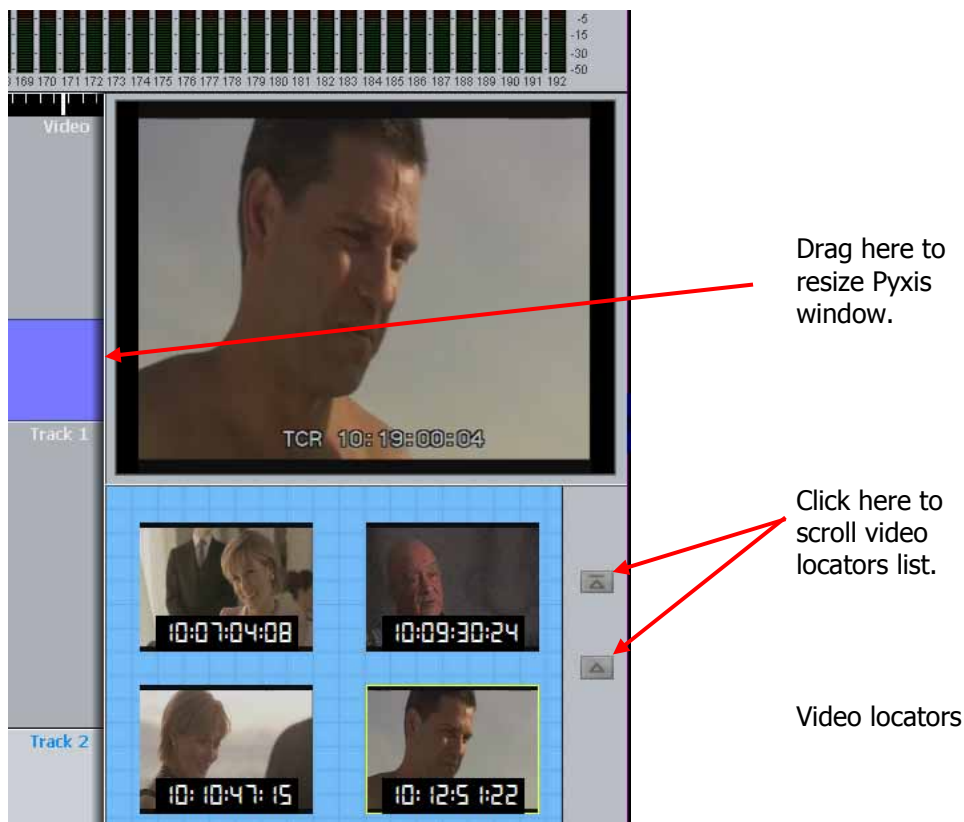 -5
-15
-30
-50
169 170 171 172 173 174 175 176 177 178 179 180 181 182 183 184 185 186 187 188 189 190 191 192
Video
TCR 10:19:00:04
Drag here to
resize Pyxis
window.
Track 1
Click here to
scroll video
locators list.
10:07:04:08
10:09:30:24
Video locators
Track 2
10:10:47:15
10:12:51:22